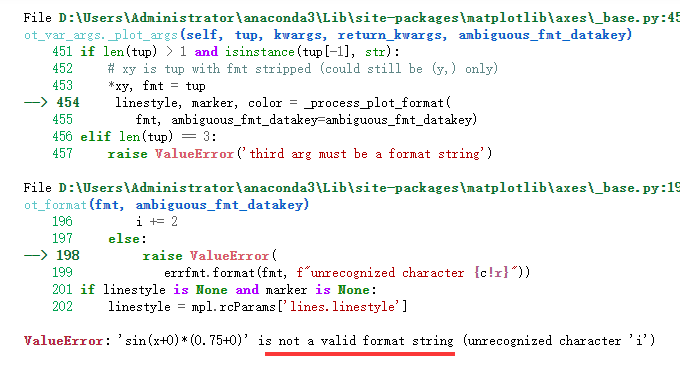 File D:\Users\Administrator\anaconda3\Lib\site-packages\matplotlib\axes\_base.py:45
ot_var_args._plot_args(self, tup, kwargs, return_kwargs, ambiguous_fmt_datakey)
451 if len(tup) > 1 and isinstance(tup[-1], str):
452 # xy is tup with fmt stripped (could still be (y,) only)
453 *xy, fmt = tup
--> 454 linestyle, marker, color = _process_plot_format(
455 fmt, ambiguous_fmt_datakey=ambiguous_fmt_datakey)
456 elif len(tup) == 3:
457 raise ValueError('third arg must be a format string')
File D:\Users\Administrator\anaconda3\Lib\site-packages\matplotlib\axes\_base.py:19
ot_format(fmt, ambiguous_fmt_datakey)
196 i += 2
197 else:
--> 198 raise ValueError(
199 errfmt.format(fmt, f"unrecognized character {c!r}"))
201 if linestyle is None and marker is None:
202 linestyle = mpl.rcParams['lines.linestyle']
ValueError: 'sin(x+0)*(0.75+0)' is not a valid format string (unrecognized character 'i')